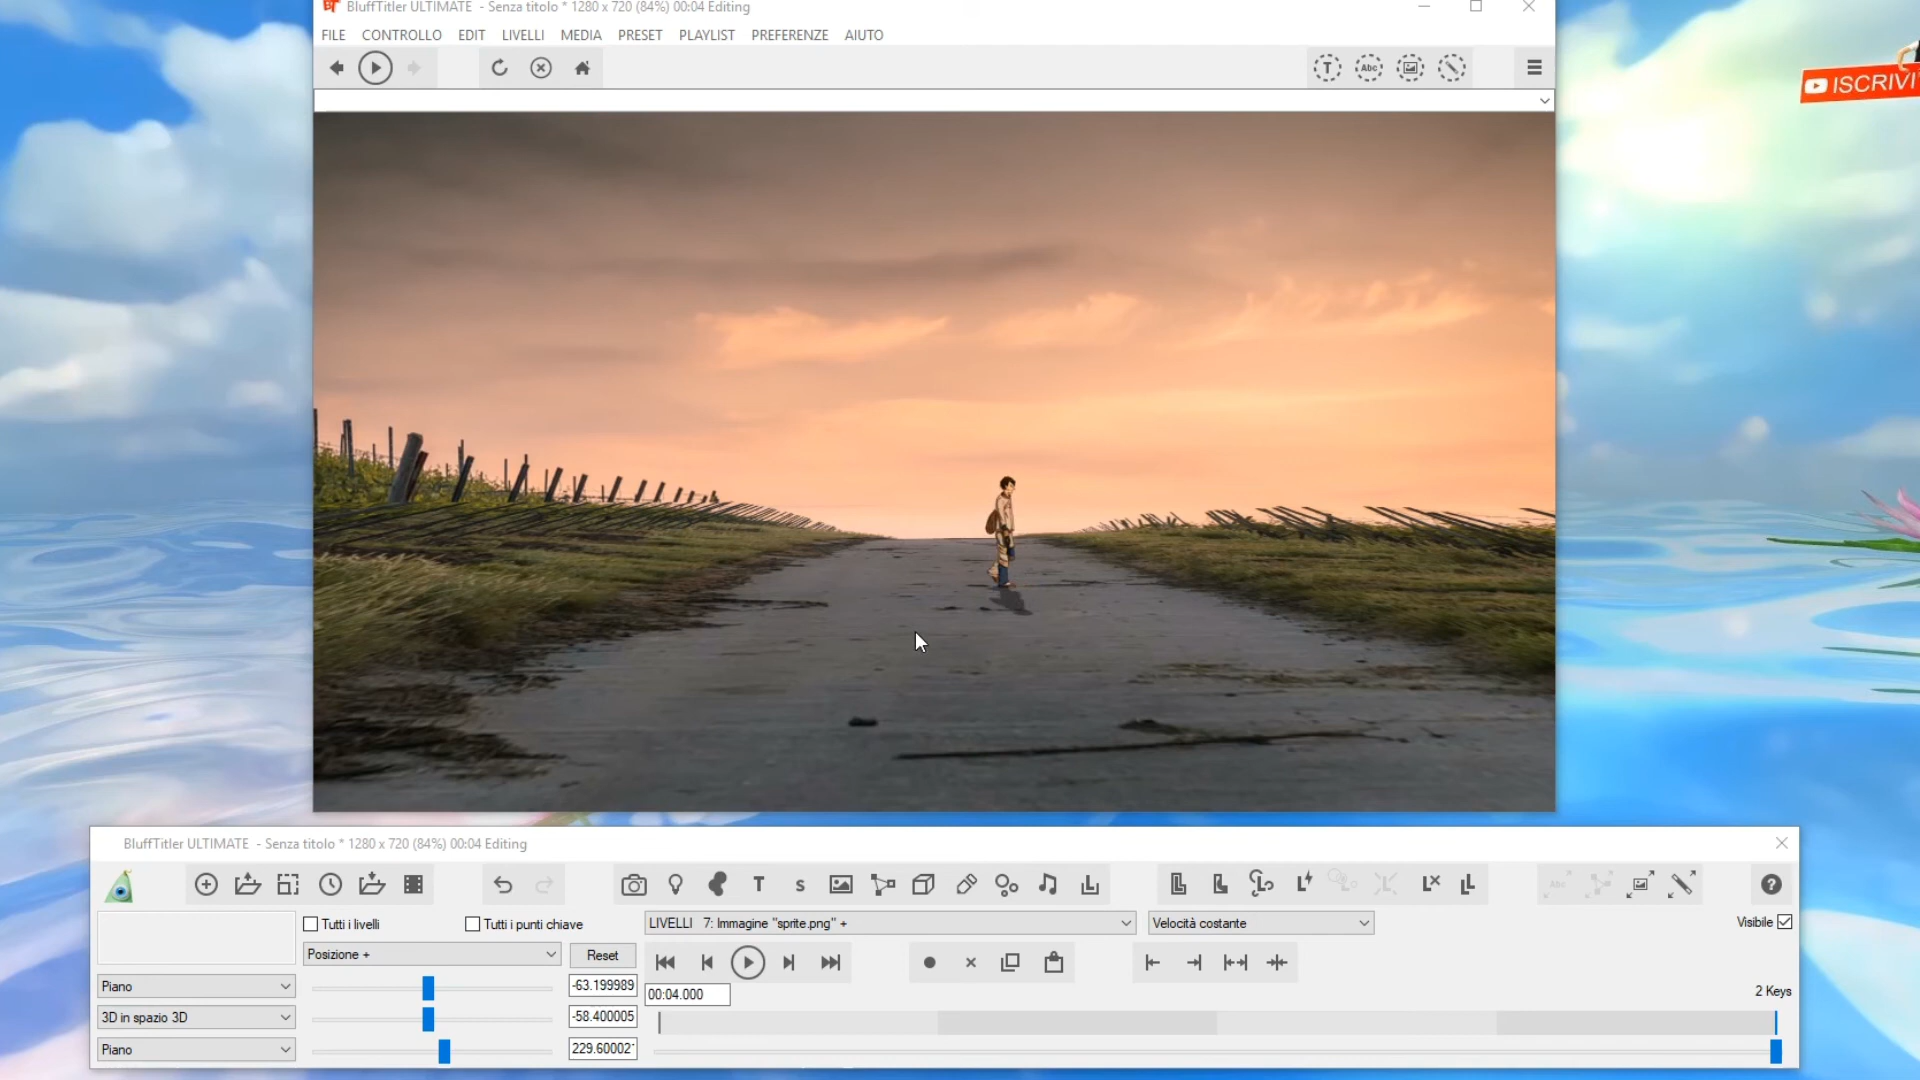 BluffTitler ULTIMATE - Senza titolo * 1280 x 720 (84%) 00:04 Editing
FILE CONTROLLO EDIT LIVELLI MEDIA PRESET PLAYLIST PREFERENZE AIUTO
T Abc
ISCRIVI
BluffTitler ULTIMATE - Senza titolo * 1280 x 720 (84%) 00:04 Editing
T S
Tutti i livelli Tutti i punti chiave LIVELLI 7: Immagine "sprite.png" + Velocità costante Visibile
Posizione + Reset
Piano -63.199989 00:04.000 2 Keys
3D in spazio 3D -58.400005
Piano 229.60002